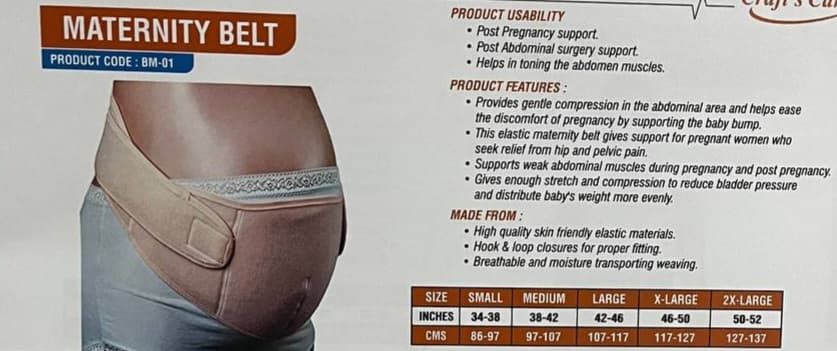 MATERNITY BELT
PRODUCT CODE : BM-01
PRODUCT USABILITY
• Post Pregnancy support.
• Post Abdominal surgery support.
• Helps in toning the abdomen muscles.
PRODUCT FEATURES :
• Provides gentle compression in the abdominal area and helps ease
the discomfort of pregnancy by supporting the baby bump.
• This elastic maternity belt gives support for pregnant women who
seek relief from hip and pelvic pain.
• Supports weak abdominal muscles during pregnancy and post pregnancy.
• Gives enough stretch and compression to reduce bladder pressure
and distribute baby's weight more evenly.
MADE FROM :
• High quality skin friendly elastic materials.
• Hook & loop closures for proper fitting.
• Breathable and moisture transporting weaving.
SIZE SMALL MEDIUM LARGE X-LARGE 2X-LARGE
INCHES 34-38 38-42 42-46 46-50 50-52
CMS 86-97 97-107 107-117 117-127 127-137